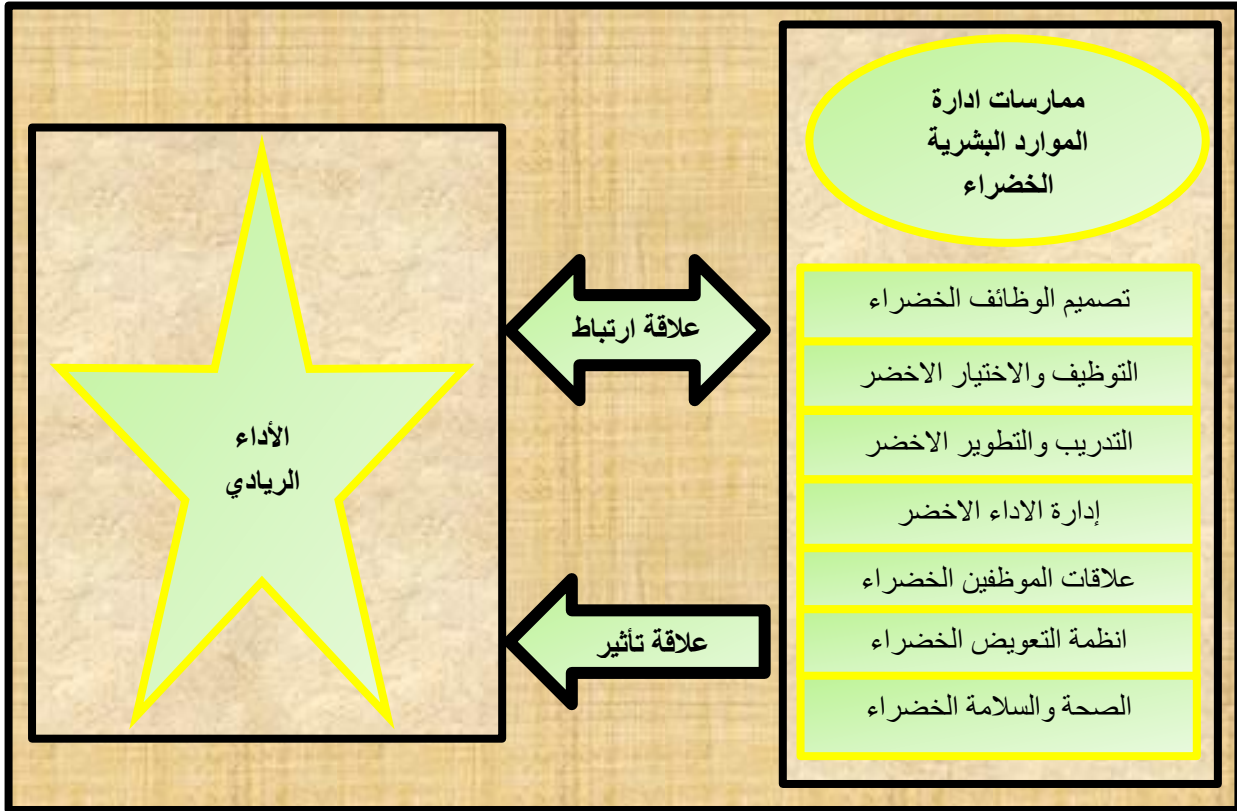 ممارسات ادارة
الموارد البشرية
الخضراء
تصميم الوظائف الخضراء
التوظيف والاختيار الاخضر
التدريب والتطوير الاخضر
إدارة الاداء الاخضر
علاقات الموظفين الخضراء
انظمة التعويض الخضراء
الصحة والسلامة الخضراء
علاقة ارتباط
علاقة تأثير
الأداء
الريادي